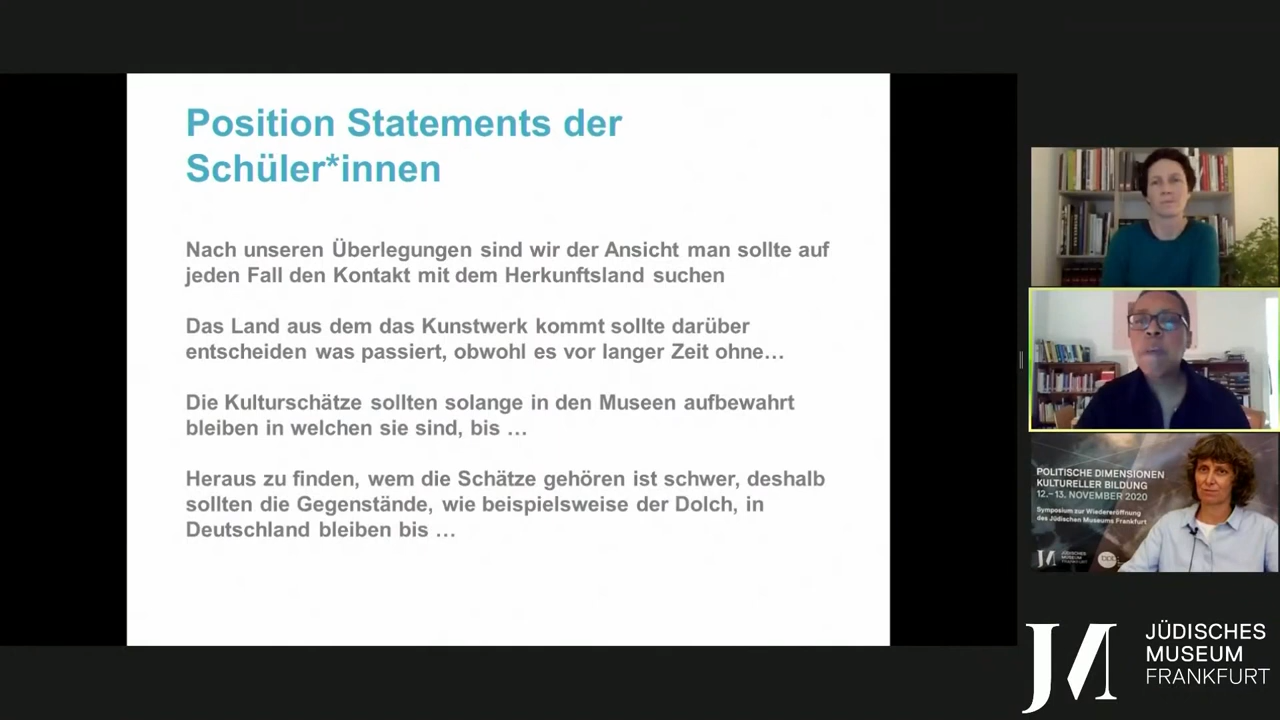 Position Statements der
Schüler*innen
Nach unseren Überlegungen sind wir der Ansicht man sollte auf
jeden Fall den Kontakt mit dem Herkunftsland suchen
Das Land aus dem das Kunstwerk kommt sollte darüber
entscheiden was passiert, obwohl es vor langer Zeit ohne…
Die Kulturschätze sollten solange in den Museen aufbewahrt
bleiben in welchen sie sind, bis …
Heraus zu finden, wem die Schätze gehören ist schwer, deshalb
sollten die Gegenstände, wie beispielsweise der Dolch, in
Deutschland bleiben bis …
POLITISCHE DIMENSIONEN
KULTURELLER BILDUNG
12.–13. NOVEMBER 2020
Symposium zur Wiedereröffnung
des Jüdischen Museums Frankfurt
JÜDISCHES
MUSEUM
FRANKFURT
JM
JÜDISCHES
MUSEUM
FRANKFURT